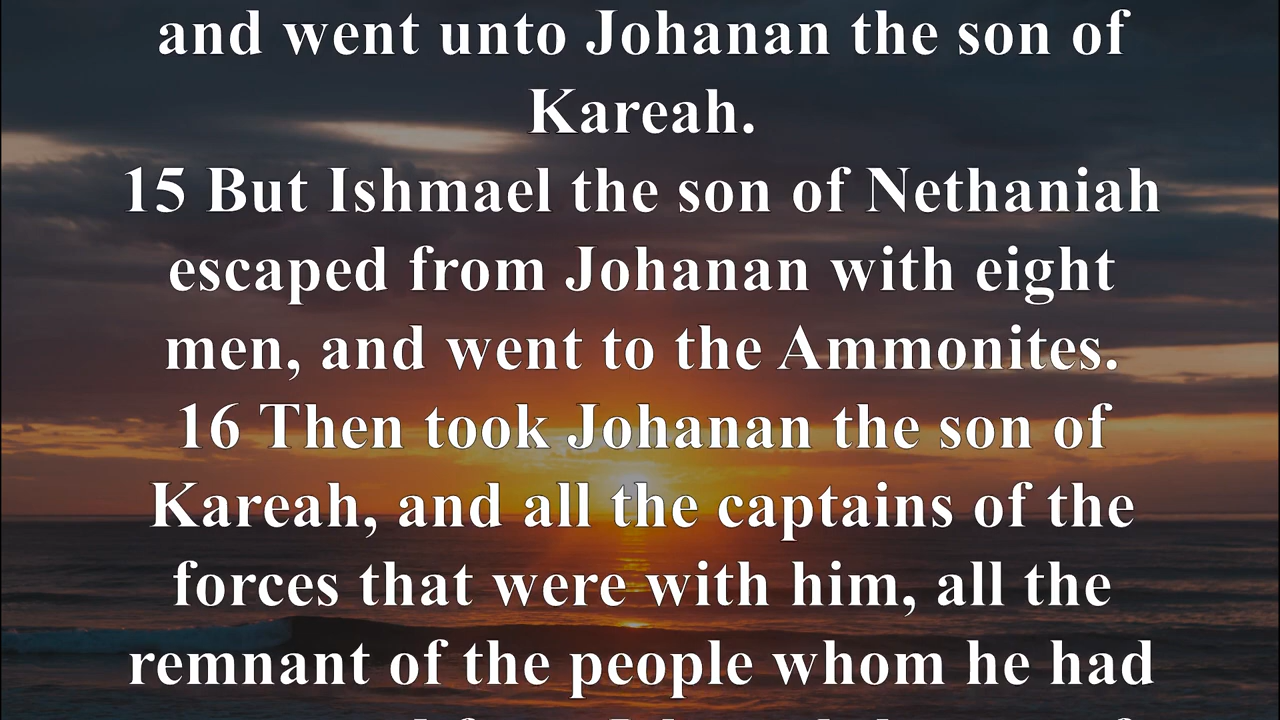 and went unto Johanan the son of
Kareah.
15 But Ishmael the son of Nethaniah
escaped from Johanan with eight
men, and went to the Ammonites.
16 Then took Johanan the son of
Kareah, and all the captains of the
forces that were with him, all the
remnant of the people whom he had